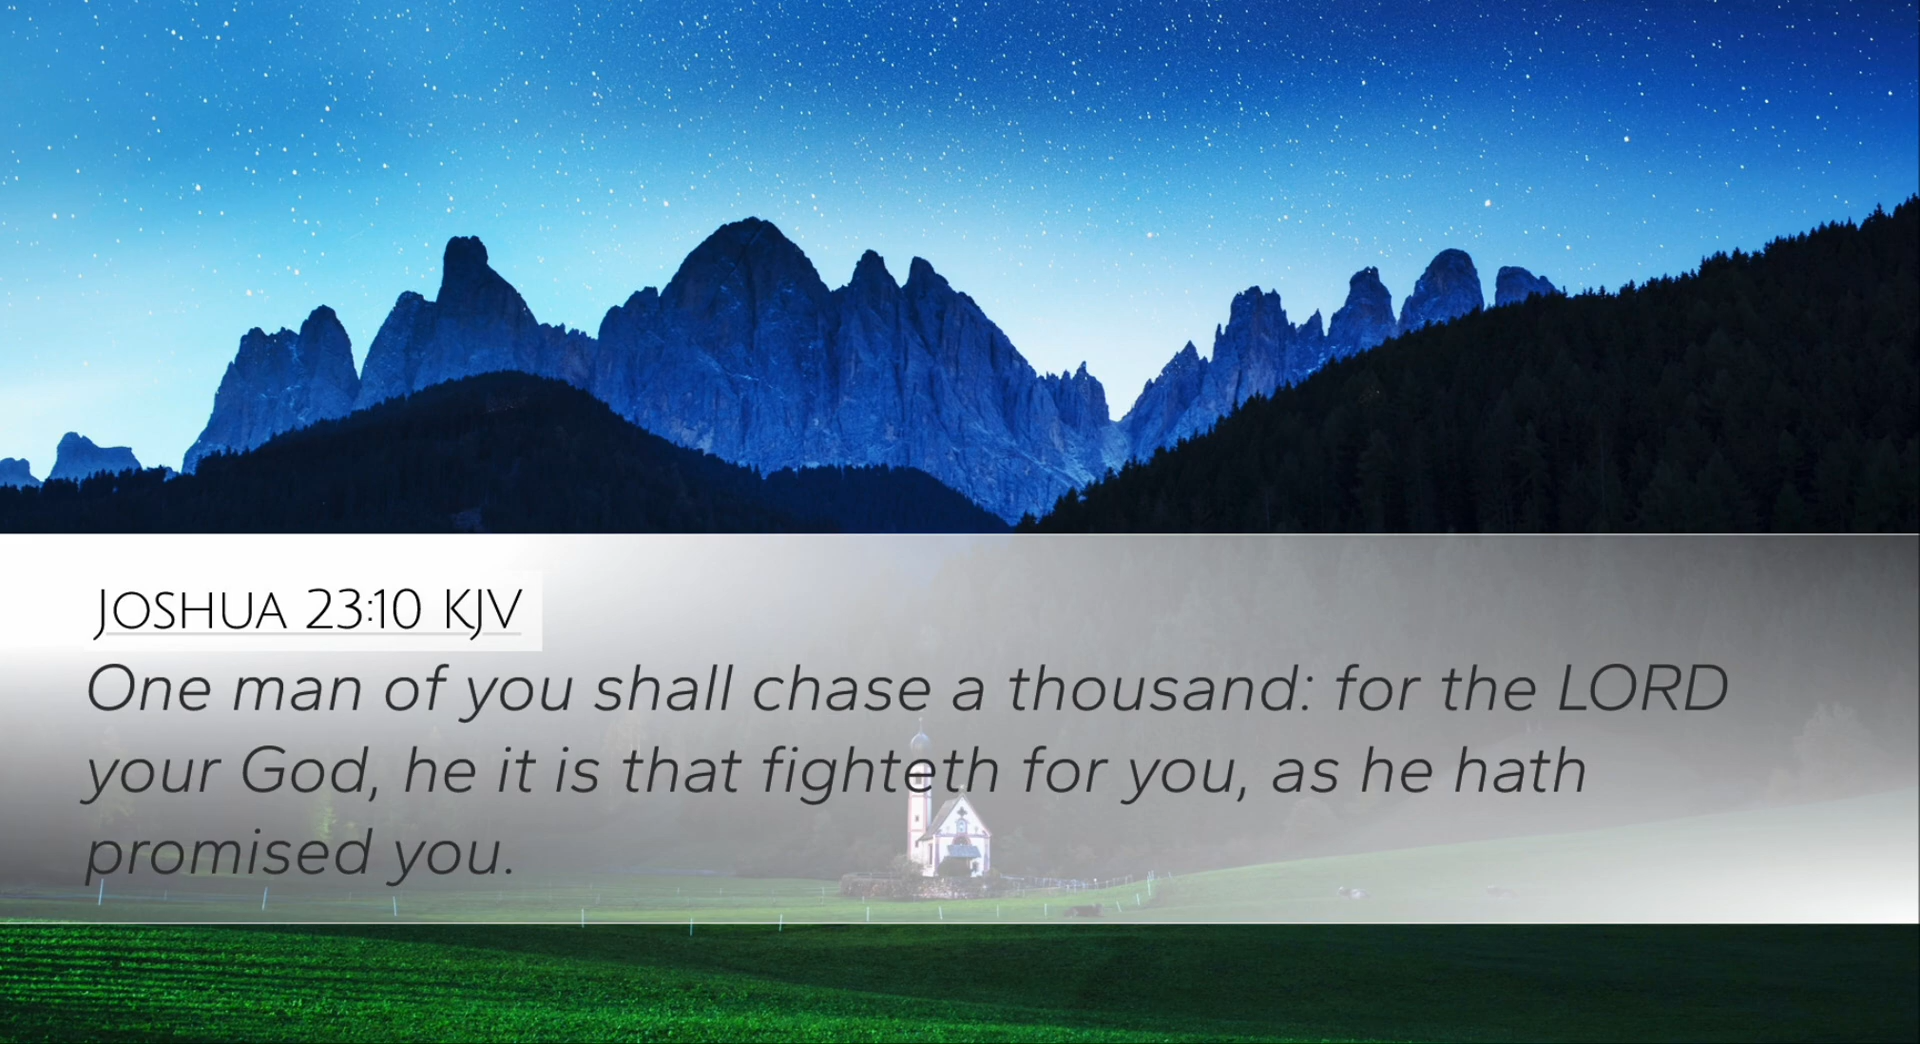 Joshua 23:10 KJV
One man of you shall chase a thousand: for the LORD
your God, he it is that fighteth for you, as he hath
promised you.